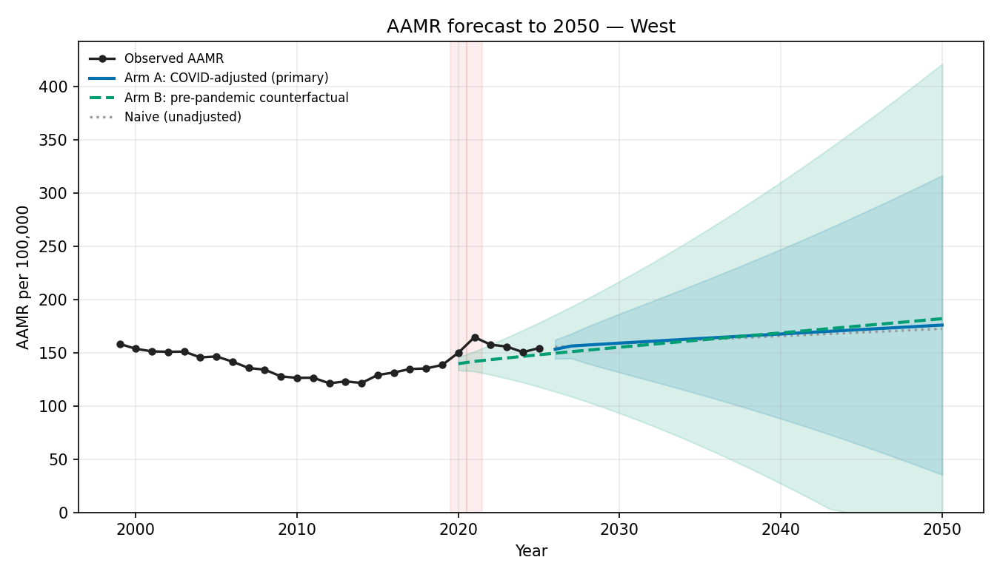 AAMR forecast to 2050 — West
Observed AAMR
Arm A: COVID-adjusted (primary)
Arm B: pre-pandemic counterfactual
Naive (unadjusted)
AAMR per 100,000
400
350
300
250
200
150
100
50
0
2000 2010 2020 2030 2040 2050
Year